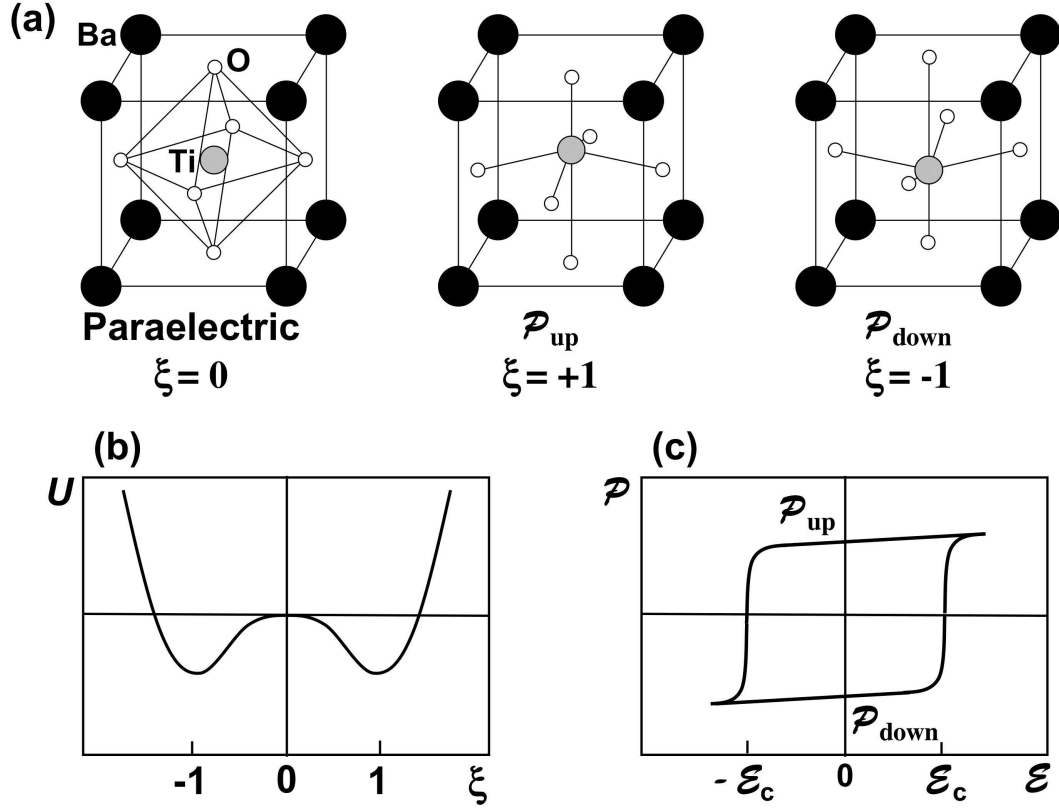 (a)
Ba
O
Ti
Paraelectric
ξ = 0
𝒫up
ξ = +1
𝒫down
ξ = -1
(b)
U
-1 0 1 ξ
(c)
𝒫
𝒫up
𝒫down
- ℰc 0 ℰc ℰ